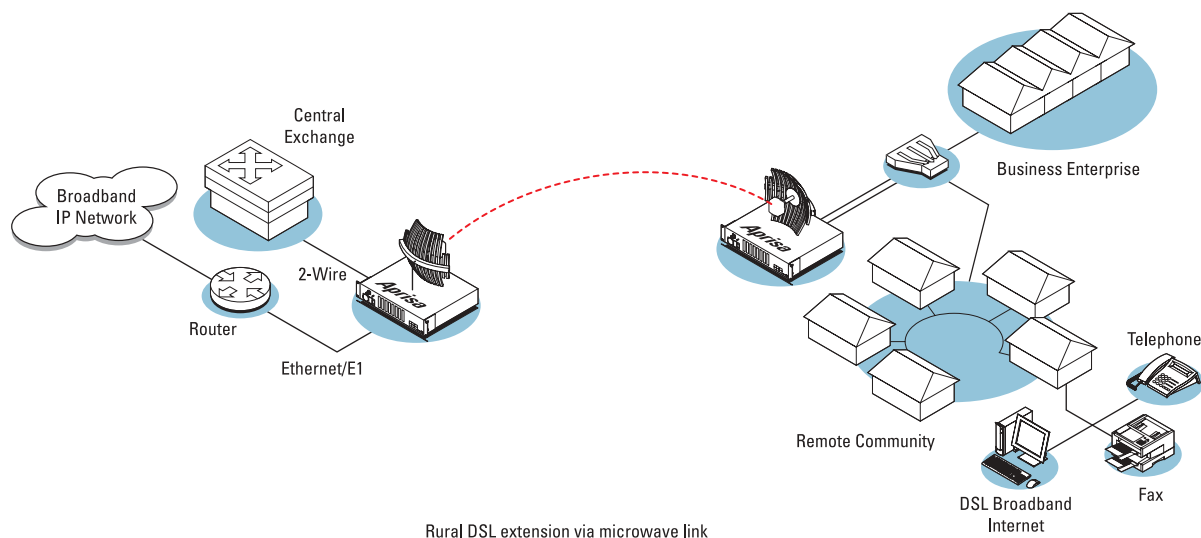 Central
Exchange
Broadband
IP Network
2-Wire
Router
Ethernet/E1
Aprisa
Aprisa
Business Enterprise
Remote Community
Telephone
Fax
DSL Broadband
Internet
Rural DSL extension via microwave link